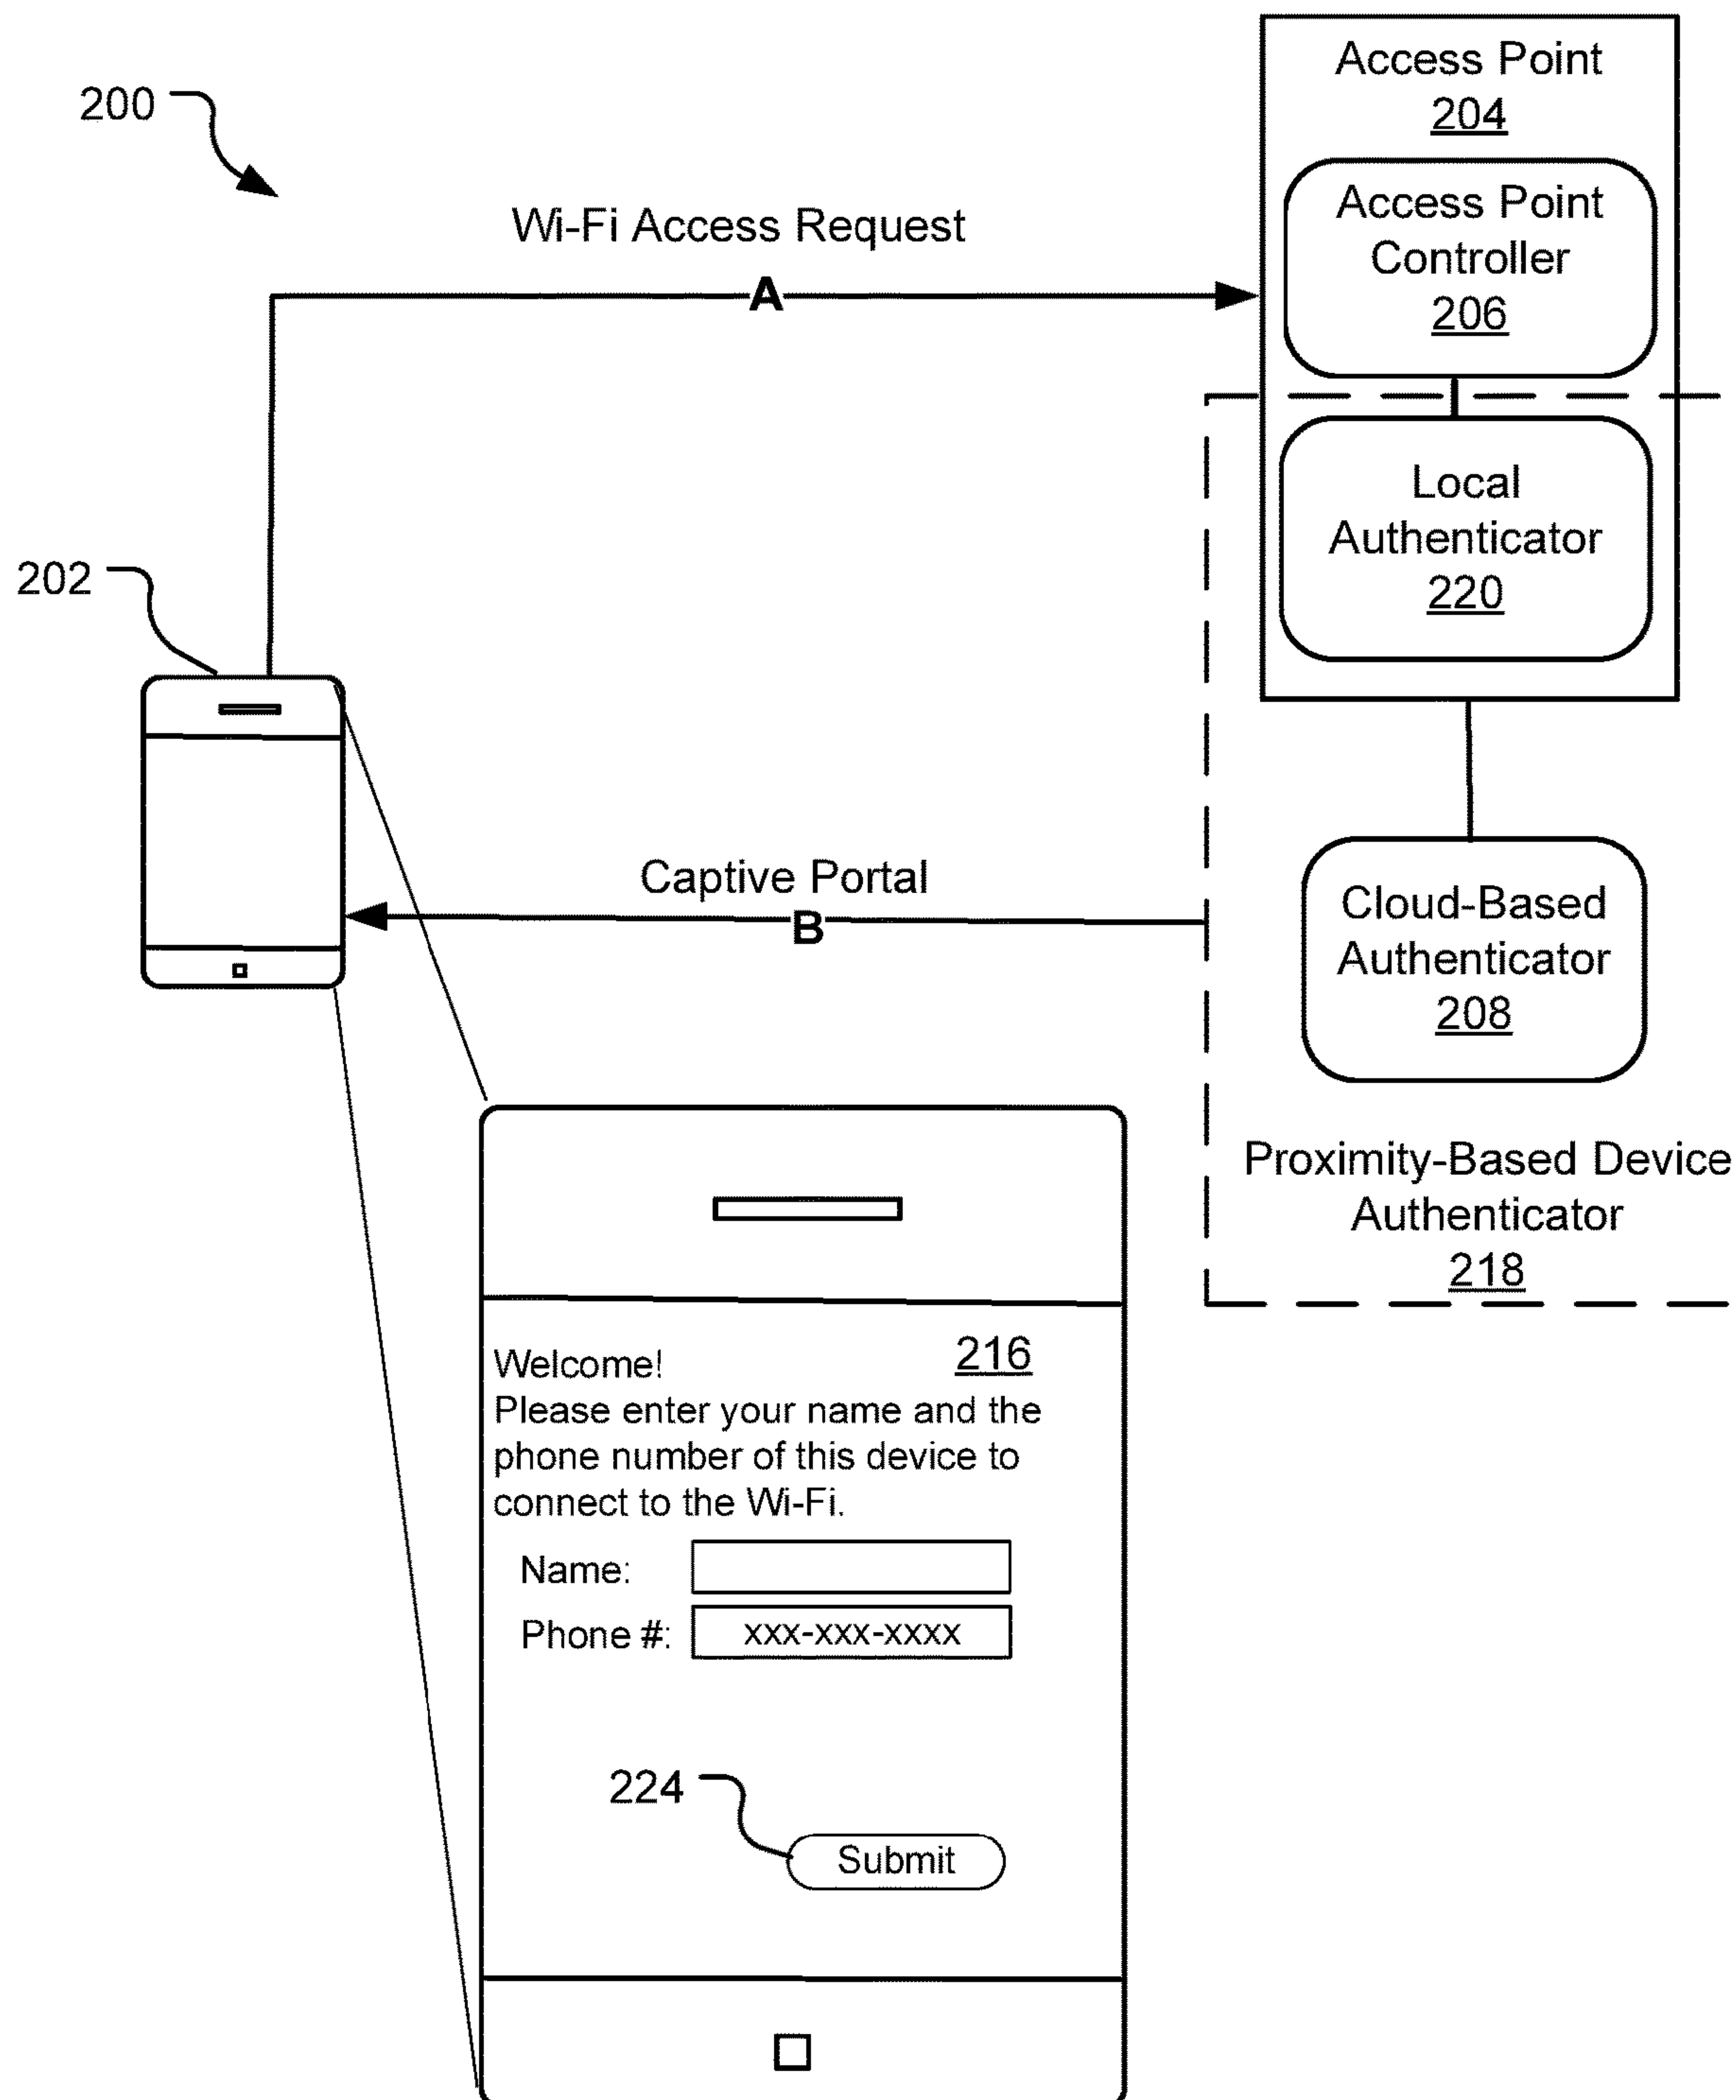 Access Point
204
200
Access Point
Controller
206
Wi-Fi Access Request
A
Local
Authenticator
220
202
Captive Portal
B
Cloud-Based
Authenticator
208
Proximity-Based Device
Authenticator
218
216
Welcome!
Please enter your name and the
phone number of this device to
connect to the Wi-Fi.
Name:
Phone #: xxx-xxx-xxxx
224
Submit